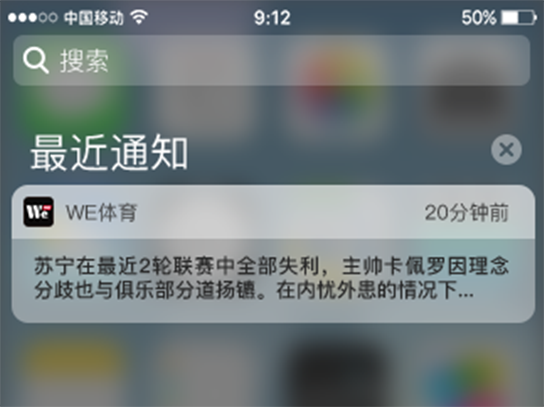 中国移动 9:12 50%
搜索
最近通知
We WE体育 20分钟前
苏宁在最近2轮联赛中全部失利，主帅卡佩罗因理念
分歧也与俱乐部分道扬镳。在内忧外患的情况下...